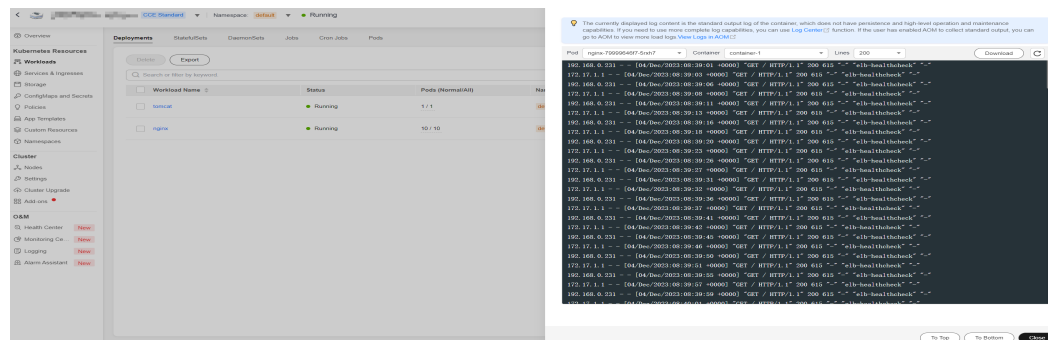 CCE Standard
Namespace: default
Running
Overview
Kubernetes Resources
Workloads
Services & Ingresses
Storage
ConfigMaps and Secrets
Policies
App Templates
Custom Resources
Namespaces
Cluster
Nodes
Settings
Cluster Upgrade
Add-ons
O&M
Health Center New
Monitoring Ce... New
Logging New
Alarm Assistant New
Deployments StatefulSets DaemonSets Jobs Cron Jobs Pods
Delete Export
Search or filter by keyword.
Workload Name Status Pods (Normal/All)
tomcat Running 1 / 1
nginx Running 10 / 10
The currently displayed log content is the standard output log of the container, which does not have persistence and high-level operation and maintenance
capabilities. If you need to use more complete log capabilities, you can use Log Center function. If the user has enabled AOM to collect standard output, you can
go to AOM to view more load logs View Logs in AOM
Pod nginx-79999646f7-5rxh7 Container container-1 Lines 200 Download
192.168.0.231 - - [04/Dec/2023:08:39:01 +0000] "GET / HTTP/1.1" 200 615 "-" "elb-healthcheck" "-"
172.17.1.1 - - [04/Dec/2023:08:39:03 +0000] "GET / HTTP/1.1" 200 615 "-" "elb-healthcheck" "-"
192.168.0.231 - - [04/Dec/2023:08:39:06 +0000] "GET / HTTP/1.1" 200 615 "-" "elb-healthcheck" "-"
172.17.1.1 - - [04/Dec/2023:08:39:08 +0000] "GET / HTTP/1.1" 200 615 "-" "elb-healthcheck" "-"
192.168.0.231 - - [04/Dec/2023:08:39:11 +0000] "GET / HTTP/1.1" 200 615 "-" "elb-healthcheck" "-"
172.17.1.1 - - [04/Dec/2023:08:39:13 +0000] "GET / HTTP/1.1" 200 615 "-" "elb-healthcheck" "-"
192.168.0.231 - - [04/Dec/2023:08:39:16 +0000] "GET / HTTP/1.1" 200 615 "-" "elb-healthcheck" "-"
172.17.1.1 - - [04/Dec/2023:08:39:18 +0000] "GET / HTTP/1.1" 200 615 "-" "elb-healthcheck" "-"
192.168.0.231 - - [04/Dec/2023:08:39:20 +0000] "GET / HTTP/1.1" 200 615 "-" "elb-healthcheck" "-"
172.17.1.1 - - [04/Dec/2023:08:39:23 +0000] "GET / HTTP/1.1" 200 615 "-" "elb-healthcheck" "-"
192.168.0.231 - - [04/Dec/2023:08:39:26 +0000] "GET / HTTP/1.1" 200 615 "-" "elb-healthcheck" "-"
172.17.1.1 - - [04/Dec/2023:08:39:27 +0000] "GET / HTTP/1.1" 200 615 "-" "elb-healthcheck" "-"
192.168.0.231 - - [04/Dec/2023:08:39:31 +0000] "GET / HTTP/1.1" 200 615 "-" "elb-healthcheck" "-"
172.17.1.1 - - [04/Dec/2023:08:39:32 +0000] "GET / HTTP/1.1" 200 615 "-" "elb-healthcheck" "-"
192.168.0.231 - - [04/Dec/2023:08:39:36 +0000] "GET / HTTP/1.1" 200 615 "-" "elb-healthcheck" "-"
172.17.1.1 - - [04/Dec/2023:08:39:37 +0000] "GET / HTTP/1.1" 200 615 "-" "elb-healthcheck" "-"
192.168.0.231 - - [04/Dec/2023:08:39:41 +0000] "GET / HTTP/1.1" 200 615 "-" "elb-healthcheck" "-"
172.17.1.1 - - [04/Dec/2023:08:39:42 +0000] "GET / HTTP/1.1" 200 615 "-" "elb-healthcheck" "-"
192.168.0.231 - - [04/Dec/2023:08:39:45 +0000] "GET / HTTP/1.1" 200 615 "-" "elb-healthcheck" "-"
172.17.1.1 - - [04/Dec/2023:08:39:46 +0000] "GET / HTTP/1.1" 200 615 "-" "elb-healthcheck" "-"
192.168.0.231 - - [04/Dec/2023:08:39:50 +0000] "GET / HTTP/1.1" 200 615 "-" "elb-healthcheck" "-"
172.17.1.1 - - [04/Dec/2023:08:39:51 +0000] "GET / HTTP/1.1" 200 615 "-" "elb-healthcheck" "-"
192.168.0.231 - - [04/Dec/2023:08:39:55 +0000] "GET / HTTP/1.1" 200 615 "-" "elb-healthcheck" "-"
172.17.1.1 - - [04/Dec/2023:08:39:57 +0000] "GET / HTTP/1.1" 200 615 "-" "elb-healthcheck" "-"
192.168.0.231 - - [04/Dec/2023:08:39:59 +0000] "GET / HTTP/1.1" 200 615 "-" "elb-healthcheck" "-"
To Top To Bottom Close